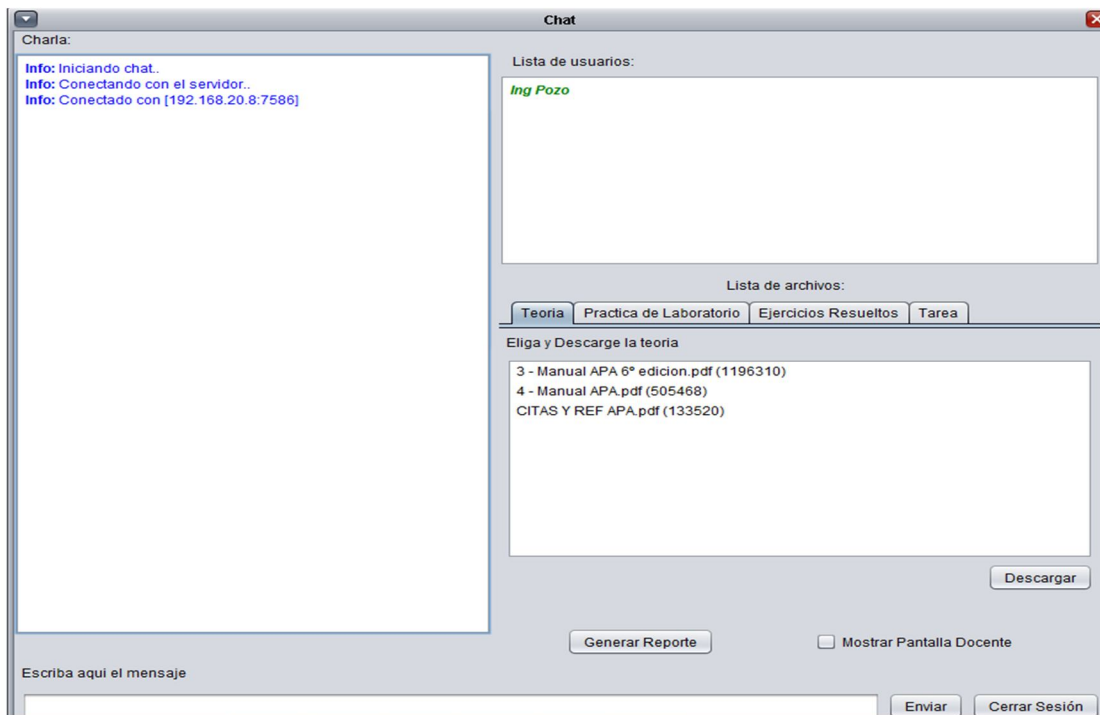 Chat
Charla:
Info: Iniciando chat..
Info: Conectando con el servidor..
Info: Conectado con [192.168.20.8:7586]
Lista de usuarios:
Ing Pozo
Lista de archivos:
Teoria Practica de Laboratorio Ejercicios Resueltos Tarea
Eliga y Descarge la teoria
3 - Manual APA 6º edicion.pdf (1196310)
4 - Manual APA.pdf (505468)
CITAS Y REF APA.pdf (133520)
Descargar
Generar Reporte Mostrar Pantalla Docente
Escriba aqui el mensaje
Enviar Cerrar Sesión